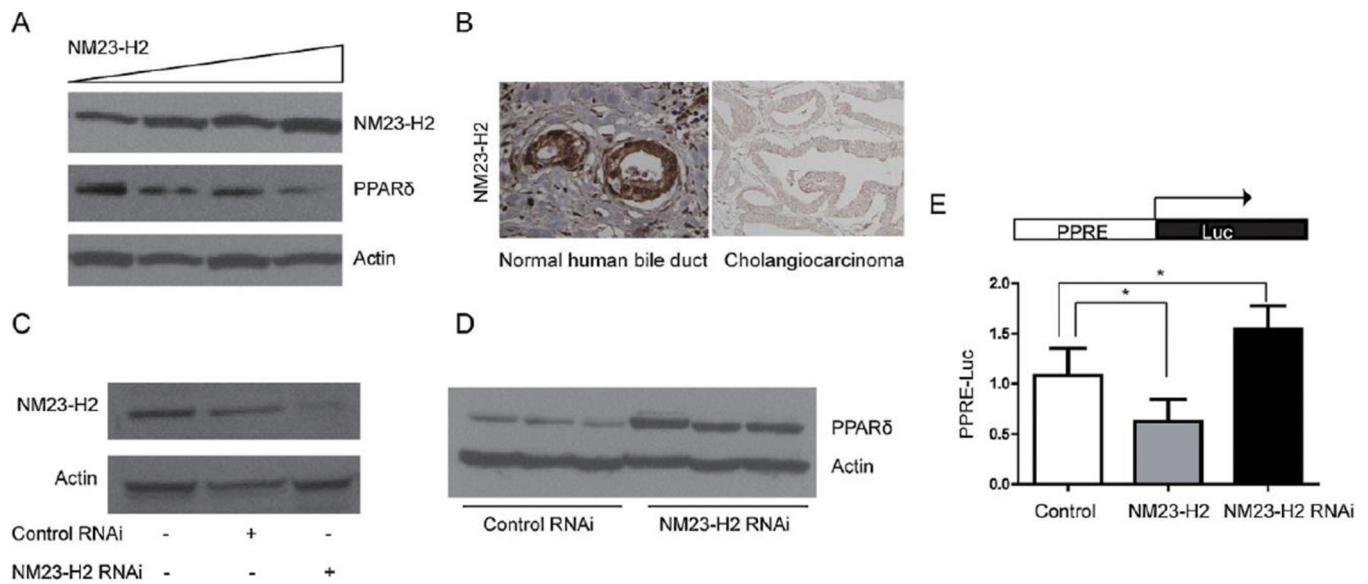 A
NM23-H2
NM23-H2
PPARδ
Actin
B
NM23-H2
Normal human bile duct
Cholangiocarcinoma
C
NM23-H2
Actin
Control RNAi - + -
NM23-H2 RNAi - - +
D
PPARδ
Actin
Control RNAi
NM23-H2 RNAi
E
PPRE
Luc
*
*
PPRE-Luc
2.0
1.5
1.0
0.5
0.0
Control
NM23-H2
NM23-H2 RNAi